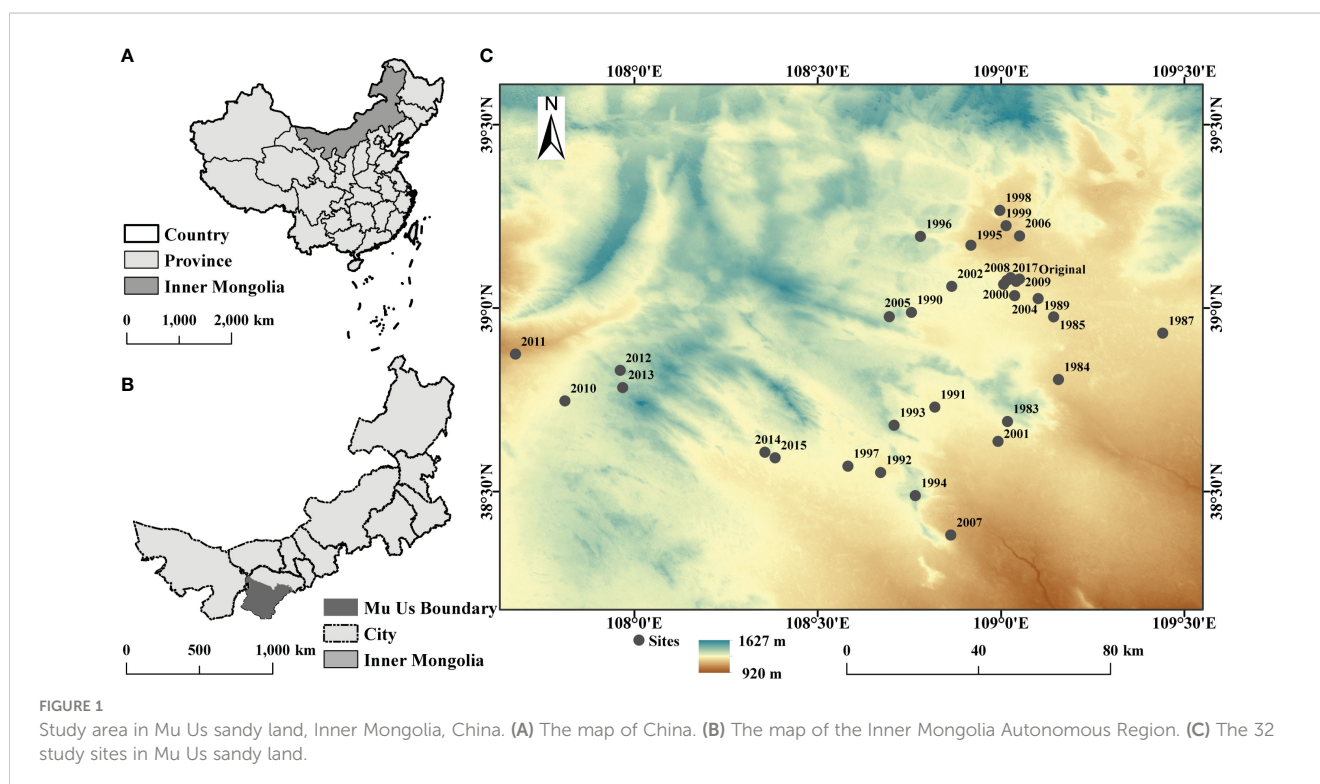 A
Country
Province
Inner Mongolia
0 1,000 2,000 km
B
Mu Us Boundary
City
Inner Mongolia
0 500 1,000 km
C
108°0'E 108°30'E 109°0'E 109°30'E
39°30'N 39°30'N
N
1998
1999
1996 2006
1995
2008 2017 Original
2002 2009
2000
39°0'N 39°0'N
2005 1990 2004 1989
1985
1987
2011
2012
2013
1984
2010
1991
1993 1983
2001
2014 2015
1997 1992
38°30'N 38°30'N
1994
2007
108°0'E 108°30'E 109°0'E 109°30'E
Sites 1627 m
920 m
0 40 80 km
FIGURE 1
Study area in Mu Us sandy land, Inner Mongolia, China. (A) The map of China. (B) The map of the Inner Mongolia Autonomous Region. (C) The 32
study sites in Mu Us sandy land.